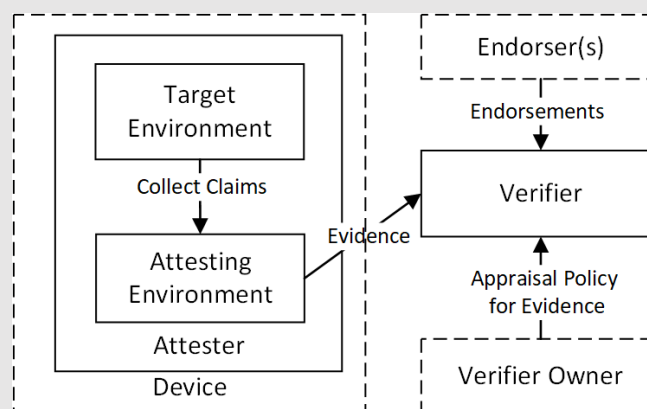 Target
Environment
Collect Claims
Attesting
Environment
Attester
Device
Evidence
Endorser(s)
Endorsements
Verifier
Appraisal Policy
for Evidence
Verifier Owner